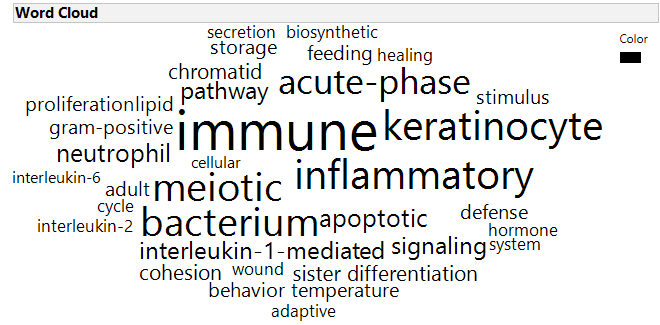 Word Cloud
secretion biosynthetic
Color
storage
feeding healing
chromatid
acute-phase
pathway
stimulus
proliferation lipid
immune
keratinocyte
gram-positive
neutrophil
cellular
inflammatory
interleukin-6
adult
meiotic
cycle
bacterium
apoptotic
defense
interleukin-2
hormone
interleukin-1-mediated
signaling
system
cohesion
wound
sister
differentiation
behavior
temperature
adaptive